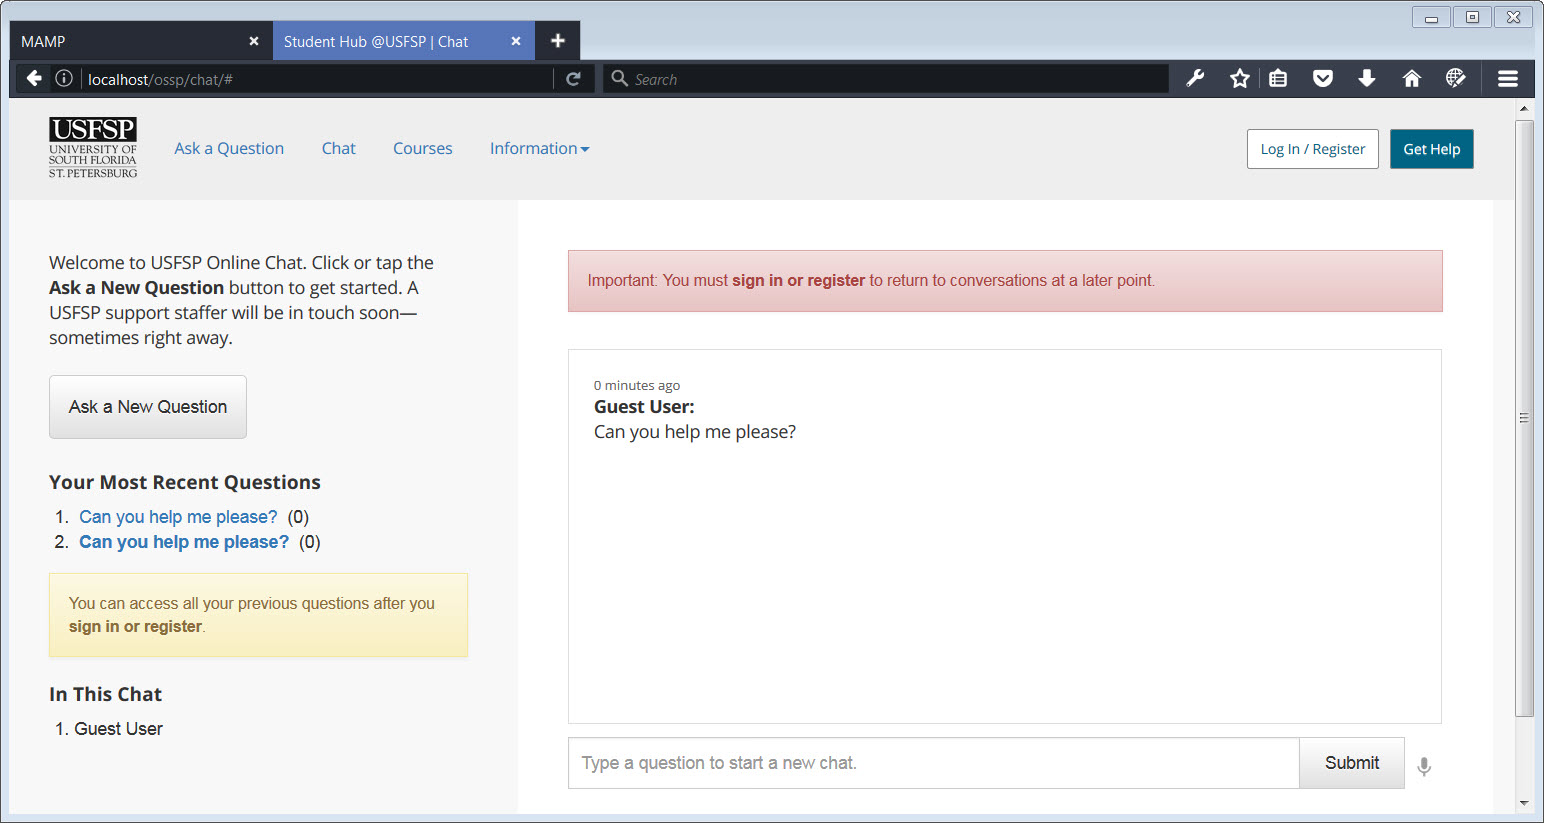 MAMP
Student Hub @USFSP | Chat
localhost/ossp/chat/#
Search
USFSP
UNIVERSITY OF
SOUTH FLORIDA
ST. PETERSBURG
Ask a Question
Chat
Courses
Information
Log In / Register
Get Help
Welcome to USFSP Online Chat. Click or tap the
Ask a New Question button to get started. A
USFSP support staffer will be in touch soon—
sometimes right away.
Ask a New Question
Your Most Recent Questions
1. Can you help me please? (0)
2. Can you help me please? (0)
You can access all your previous questions after you
sign in or register.
In This Chat
1. Guest User
Important: You must sign in or register to return to conversations at a later point.
0 minutes ago
Guest User:
Can you help me please?
Type a question to start a new chat.
Submit